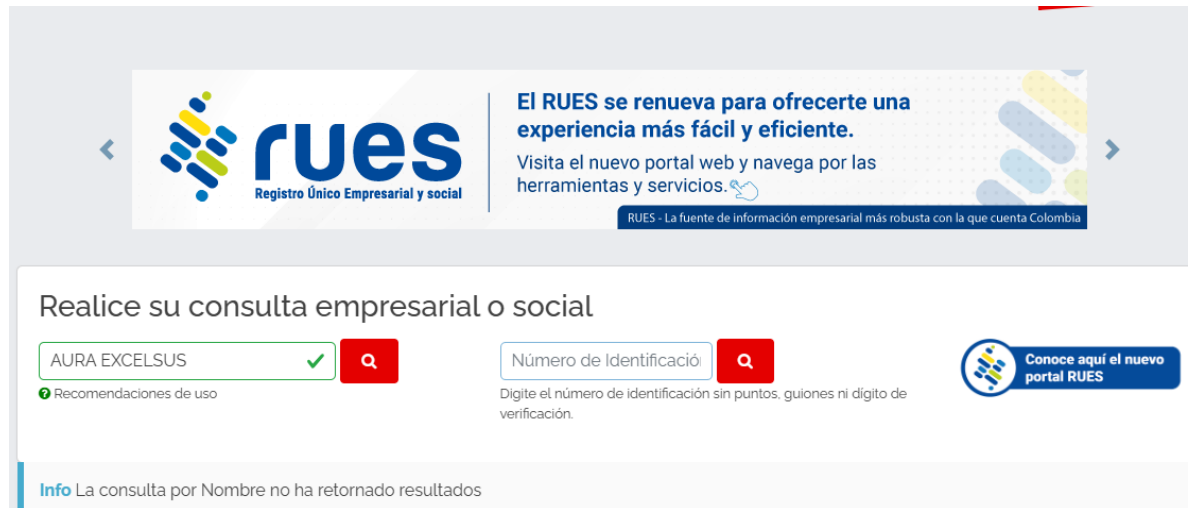 rues
Registro Único Empresarial y social
El RUES se renueva para ofrecerte una
experiencia más fácil y eficiente.
Visita el nuevo portal web y navega por las
herramientas y servicios.
RUES - La fuente de información empresarial más robusta con la que cuenta Colombia
Realice su consulta empresarial o social
AURA EXCELSUS
Recomendaciones de uso
Número de Identificació
Digite el número de identificación sin puntos, guiones ni dígito de
verificación.
Conoce aquí el nuevo
portal RUES
Info La consulta por Nombre no ha retornado resultados